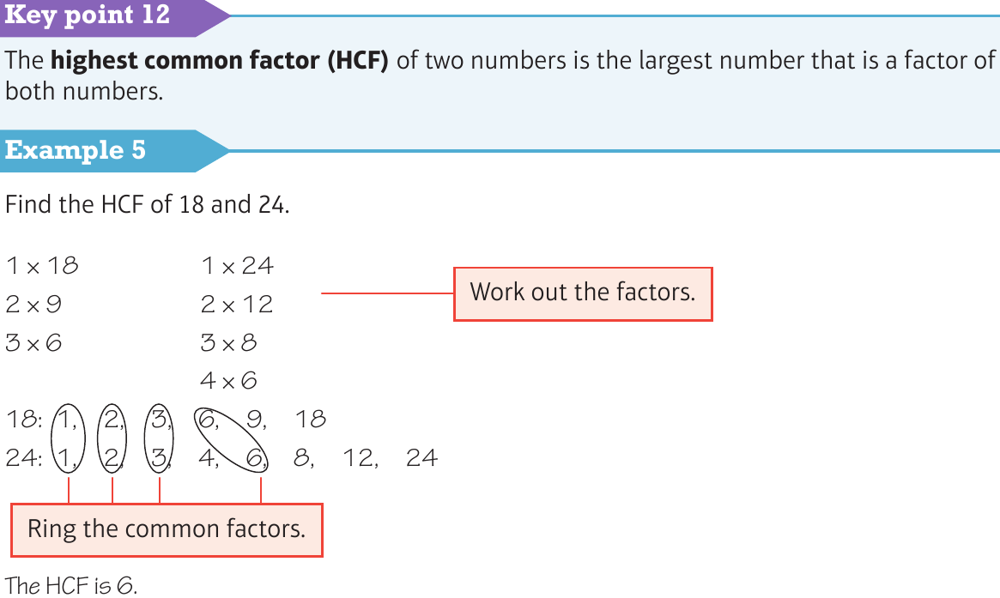 Key point 12
The highest common factor (HCF) of two numbers is the largest number that is a factor of
both numbers.
Example 5
Find the HCF of 18 and 24.
1 × 18 1 × 24
2 × 9 2 × 12
3 × 6 3 × 8
4 × 6
Work out the factors.
18: 1, 2, 3, 6, 9, 18
24: 1, 2, 3, 4, 6, 8, 12, 24
Ring the common factors.
The HCF is 6.